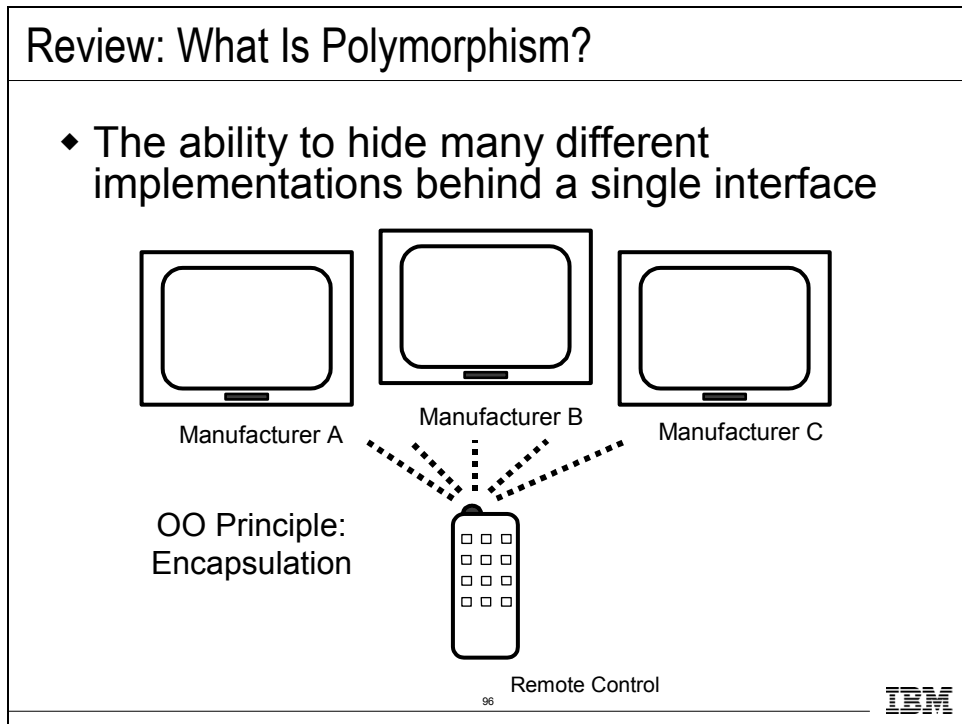 Review: What Is Polymorphism?
◆ The ability to hide many different
implementations behind a single interface
Manufacturer A
Manufacturer B
Manufacturer C
OO Principle:
Encapsulation
Remote Control
96
IBM